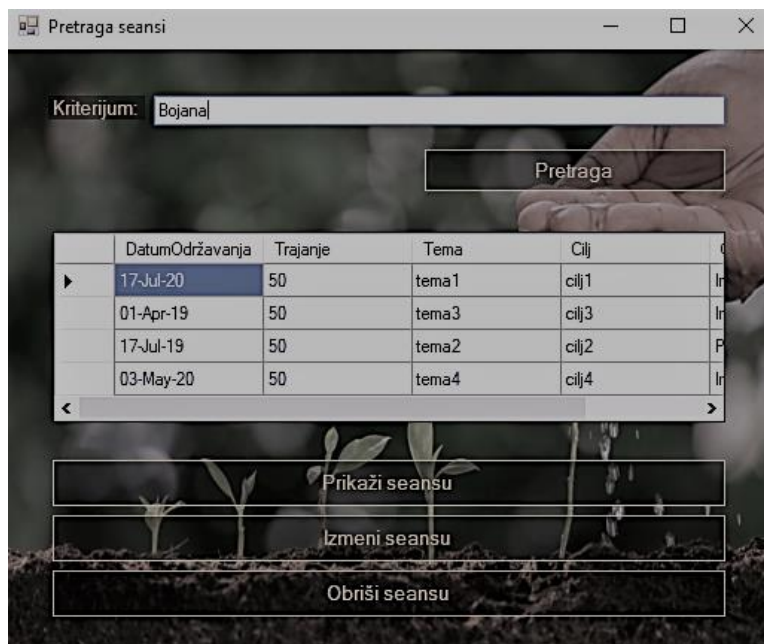 Pretraga seansi
Kriterijum: Bojana
Pretraga
DatumOdržavanja Trajanje Tema Cilj
17-Jul-20 50 tema1 cilj1
01-Apr-19 50 tema3 cilj3
17-Jul-19 50 tema2 cilj2
03-May-20 50 tema4 cilj4
Prikaži seansu
Izmeni seansu
Obriši seansu